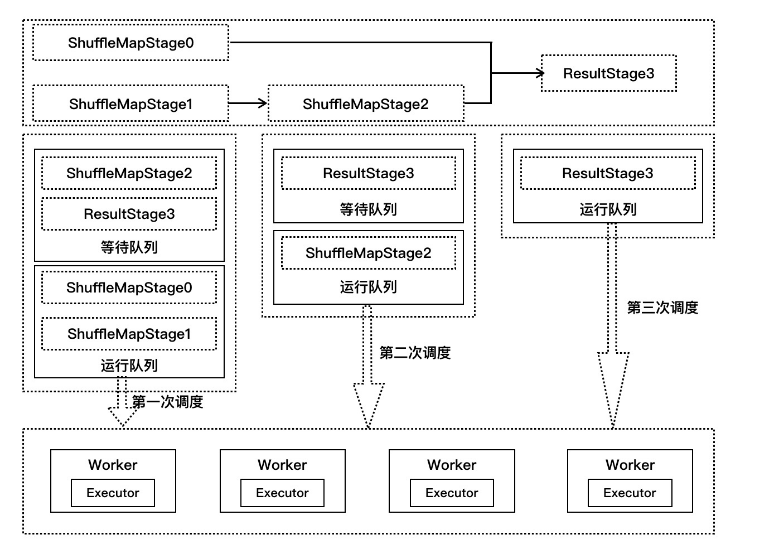 ShuffleMapStage0
ResultStage3
ShuffleMapStage1
ShuffleMapStage2
ShuffleMapStage2
ResultStage3
等待队列
ShuffleMapStage0
ShuffleMapStage1
运行队列
第一次调度
ResultStage3
等待队列
ShuffleMapStage2
运行队列
第二次调度
ResultStage3
运行队列
第三次调度
Worker
Executor
Worker
Executor
Worker
Executor
Worker
Executor